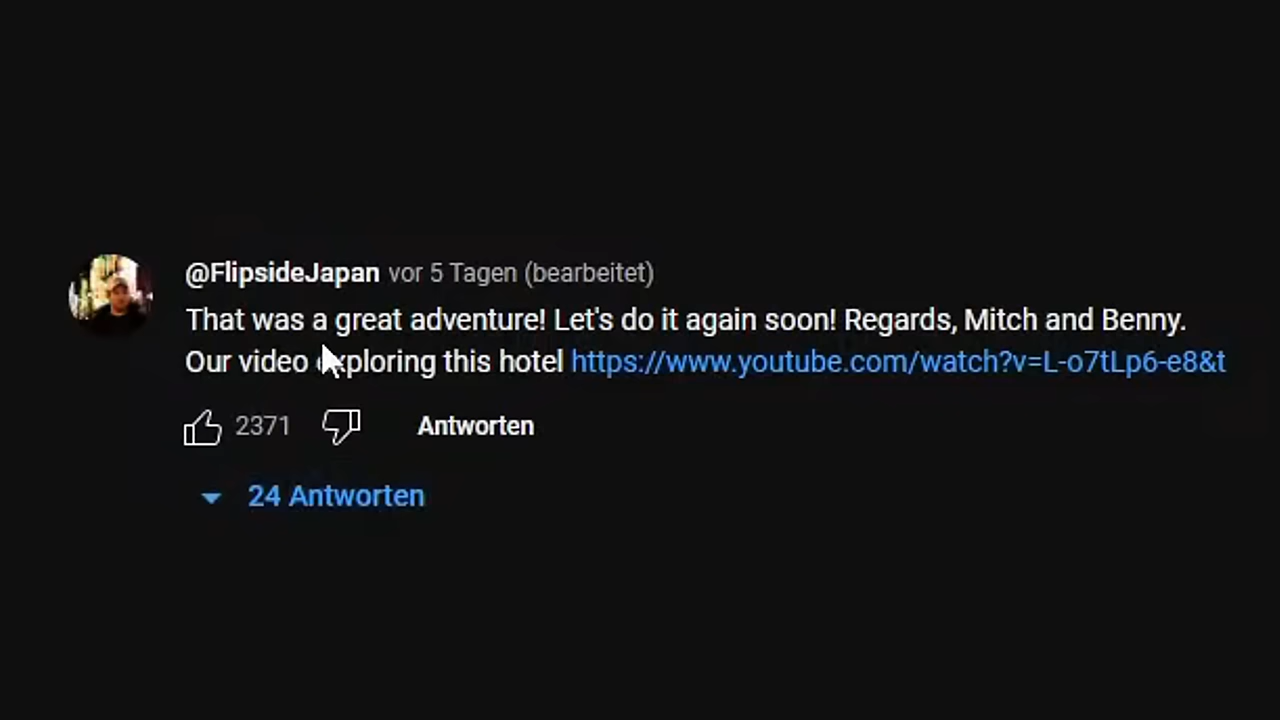 @FlipsideJapan vor 5 Tagen (bearbeitet)
That was a great adventure! Let's do it again soon! Regards, Mitch and Benny.
Our video exploring this hotel https://www.youtube.com/watch?v=L-o7tLp6-e8&t
2371 Antworten
24 Antworten